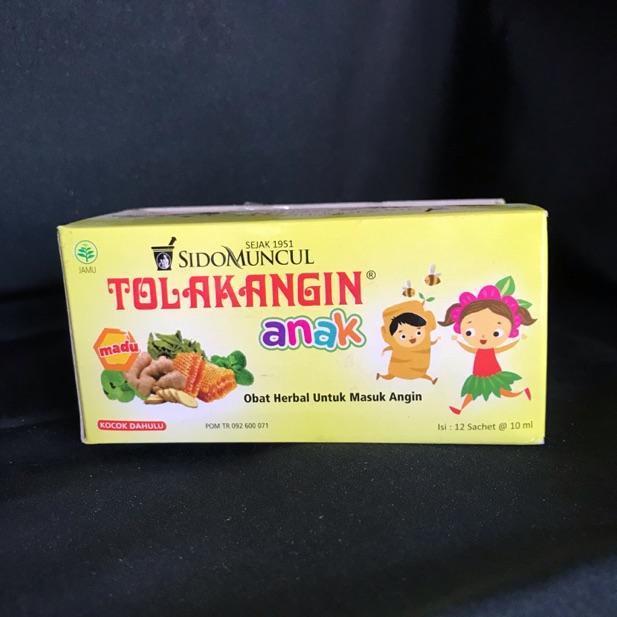 JAMU
SEJAK 1951
SIDOMUNCUL
TOLAKANGIN®
anak
madu
Obat Herbal Untuk Masuk Angin
KOCOK DAHULU
POM TR 092 600 071
Isi : 12 Sachet @ 10 ml